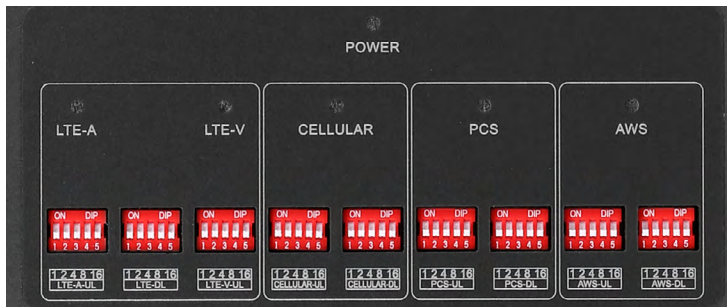 POWER
LTE-A LTE-V CELLULAR PCS AWS
ON DIP ON DIP ON DIP ON DIP ON DIP ON DIP ON DIP ON DIP ON DIP
1 2 3 4 5 1 2 3 4 5 1 2 3 4 5 1 2 3 4 5 1 2 3 4 5 1 2 3 4 5 1 2 3 4 5 1 2 3 4 5 1 2 3 4 5
1 2 4 8 16 1 2 4 8 16 1 2 4 8 16 1 2 4 8 16 1 2 4 8 16 1 2 4 8 16 1 2 4 8 16 1 2 4 8 16 1 2 4 8 16
LTE-A-UL LTE-DL LTE-V-UL CELLULAR-UL CELLULAR-DL PCS-UL PCS-DL AWS-UL AWS-DL